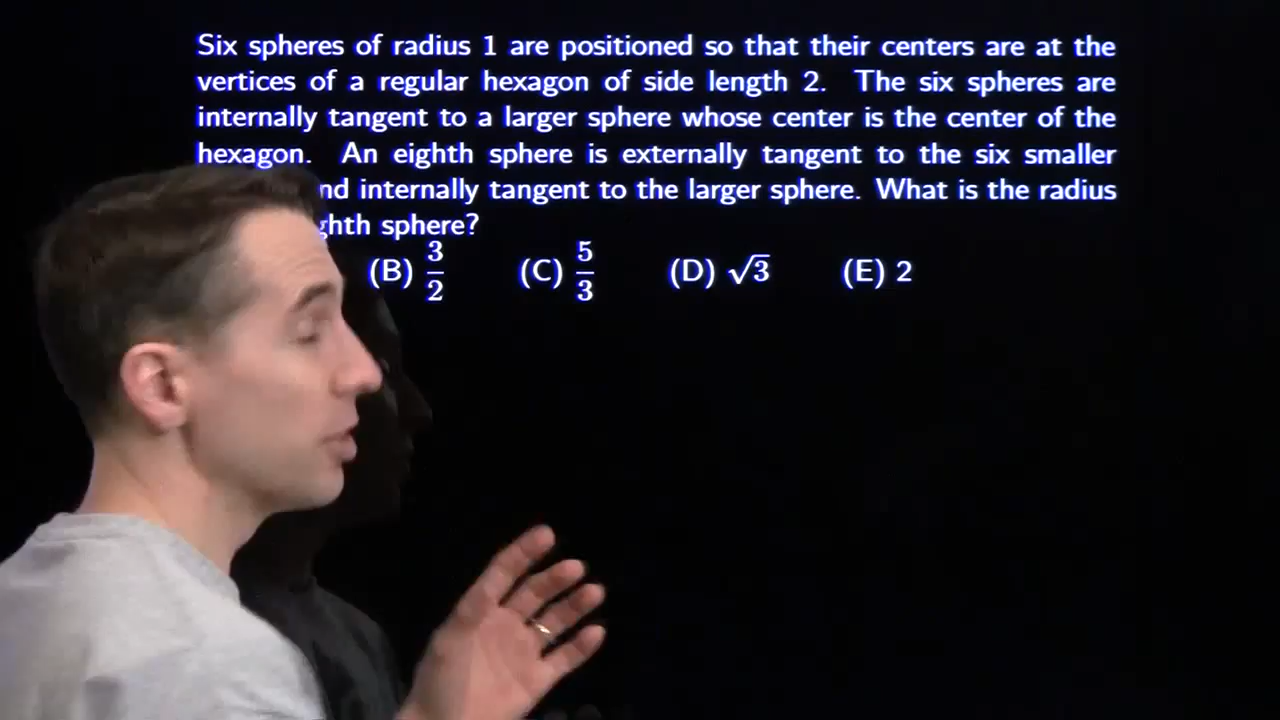 Six spheres of radius 1 are positioned so that their centers are at the
vertices of a regular hexagon of side length 2. The six spheres are
internally tangent to a larger sphere whose center is the center of the
hexagon. An eighth sphere is externally tangent to the six smaller
nd internally tangent to the larger sphere. What is the radius
ghth sphere?
(B) 3/2 (C) 5/3 (D) √3 (E) 2